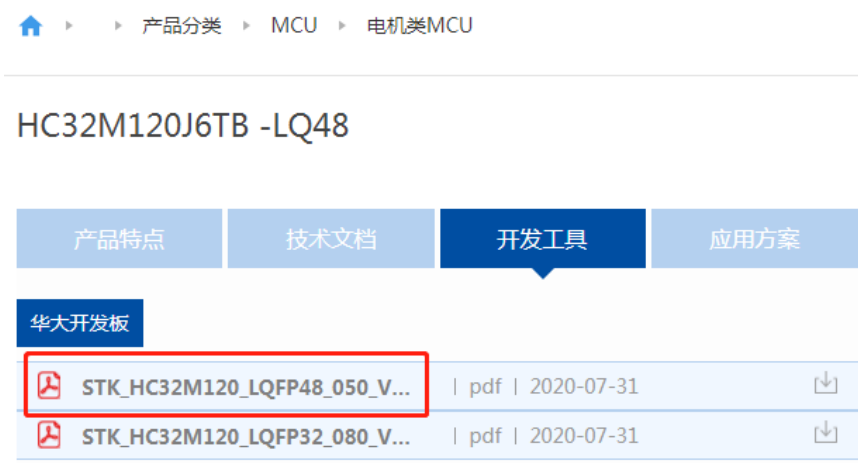 产品分类 MCU 电机类MCU
HC32M120J6TB -LQ48
产品特点 技术文档 开发工具 应用方案
华大开发板
STK_HC32M120_LQFP48_050_V... | pdf | 2020-07-31
STK_HC32M120_LQFP32_080_V... | pdf | 2020-07-31